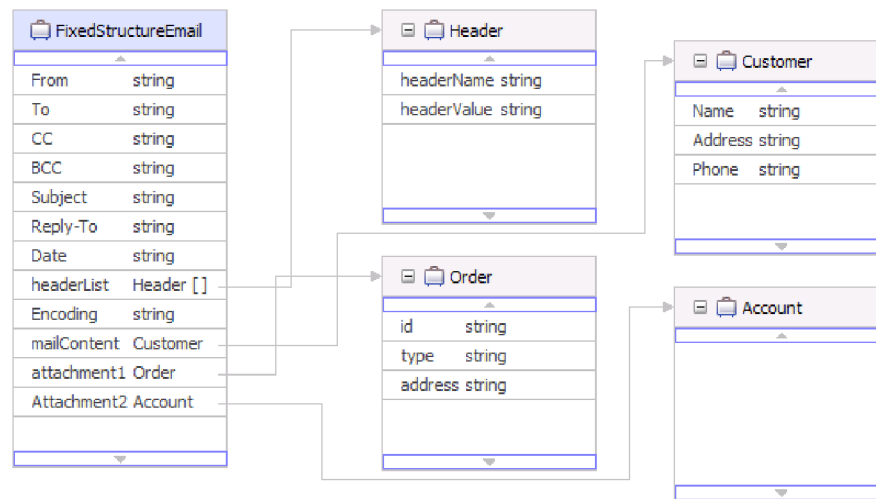 FixedStructureEmail
From string
To string
CC string
BCC string
Subject string
Reply-To string
Date string
headerList Header [ ]
Encoding string
mailContent Customer
attachment1 Order
Attachment2 Account
Header
headerName string
headerValue string
Order
id string
type string
address string
Customer
Name string
Address string
Phone string
Account